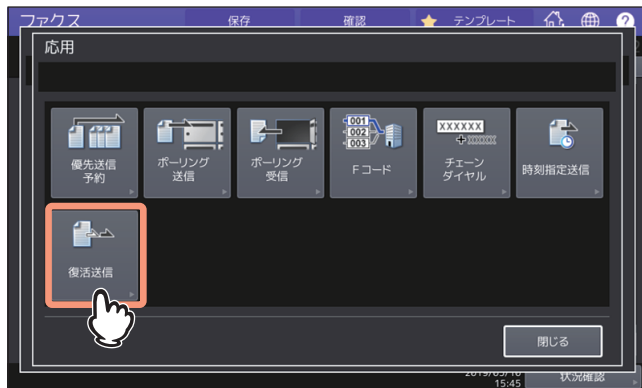 ファクス 保存 確認 テンプレート ?
応用
優先送信
予約
ポーリング
送信
ポーリング
受信
001
002
003
Fコード
XXXXXX
+XXXXXX
チェーン
ダイヤル
時刻指定送信
復活送信
閉じる
15:45
状況確認